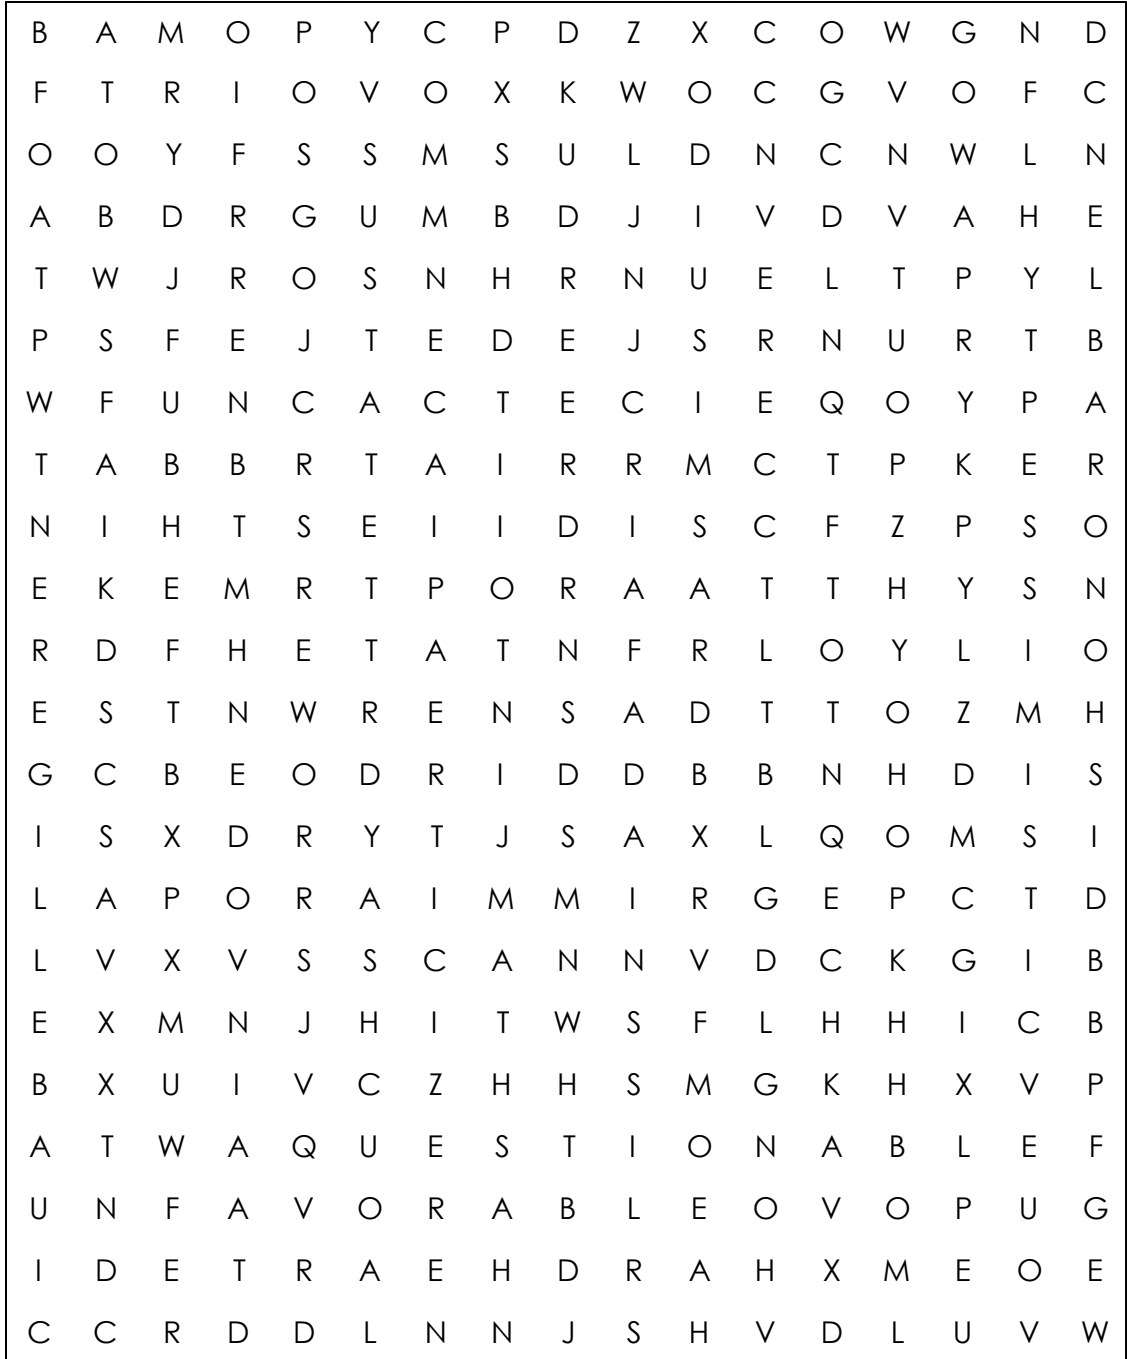 B A M O P Y C P D Z X C O W G N D
F T R I O V O X K W O C G V O F C
O O Y F S S M S U L D N C N W L N
A B D R G U M B D J I V D V A H E
T W J R O S N H R N U E L T P Y L
P S F E J T E D E J S R N U R T B
W F U N C A C T E C I E Q O Y P A
T A B B R T A I R R M C T P K E R
N I H T S E I I D I S C F Z P S O
E K E M R T P O R A A T T H Y S N
R D F H E T A T N F R L O Y L I O
E S T N W R E N S A D T T O Z M H
G C B E O D R I D D B B N H D I S
I S X D R Y T J S A X L Q O M S I
L A P O R A I M M I R G E P C T D
L V X V S S C A N N V D C K G I B
E X M N J H I T W S F L H H I C B
B X U I V C Z H H S M G K H X V P
A T W A Q U E S T I O N A B L E F
U N F A V O R A B L E O V O P U G
I D E T R A E H D R A H X M E O E
C C R D D L N N J S H V D L U V W